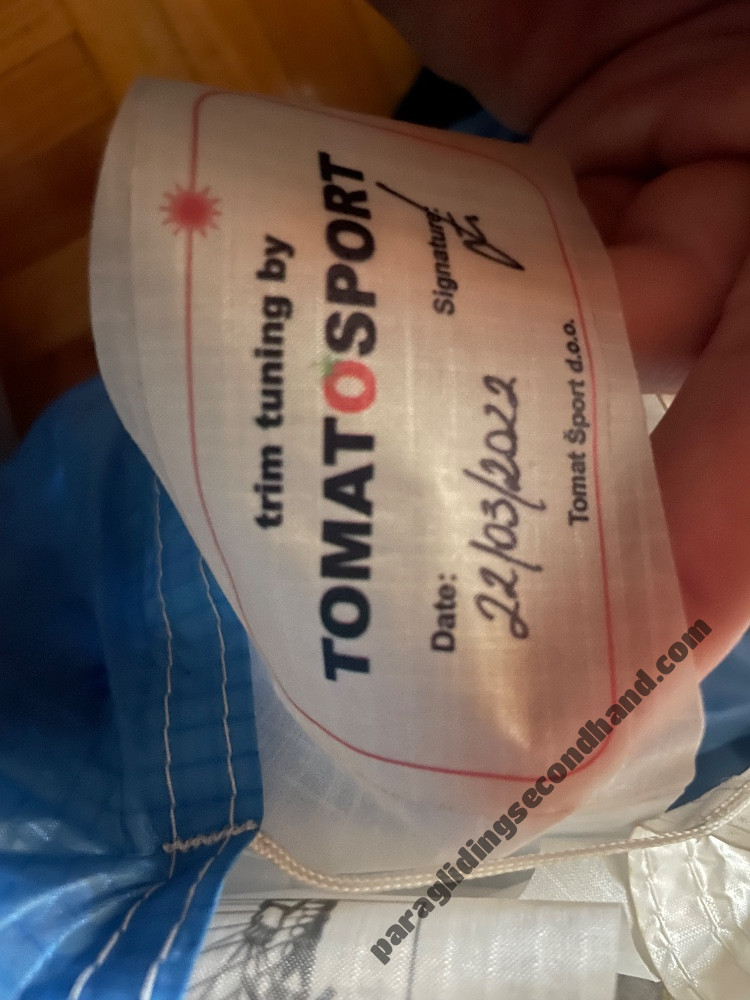 trim tuning by
TOMATOSPORT
Date:
Signature:
22/03/2022
Tomat Šport d.o.o.
paraglidingsecondhand.com